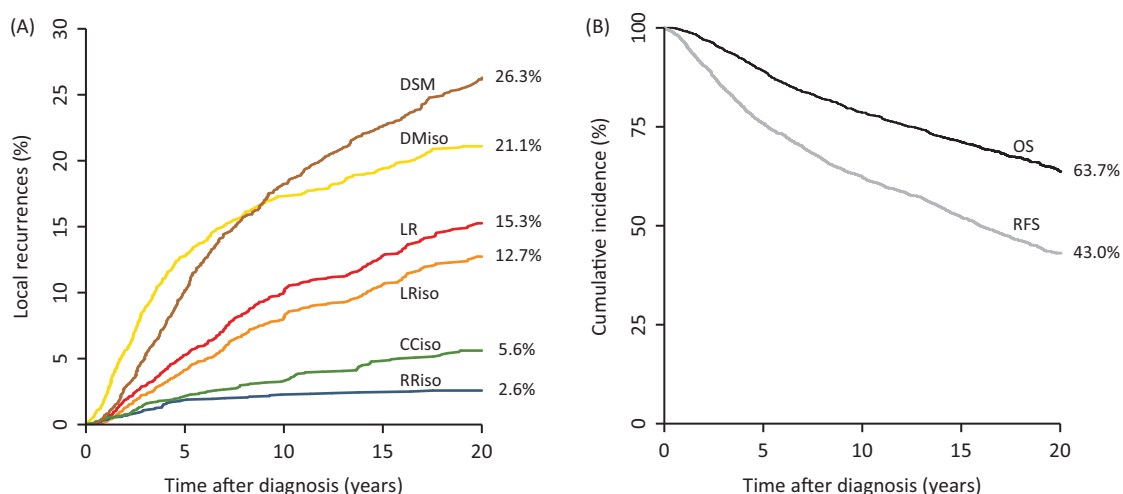 (A)
30
25
20
15
10
5
0
Local recurrences (%)
DSM
26.3%
DMiso
21.1%
LR
15.3%
12.7%
LRiso
CCiso
5.6%
RRiso
2.6%
0 5 10 15 20
Time after diagnosis (years)
(B)
100
75
50
25
0
Cumulative incidence (%)
OS
63.7%
RFS
43.0%
0 5 10 15 20
Time after diagnosis (years)